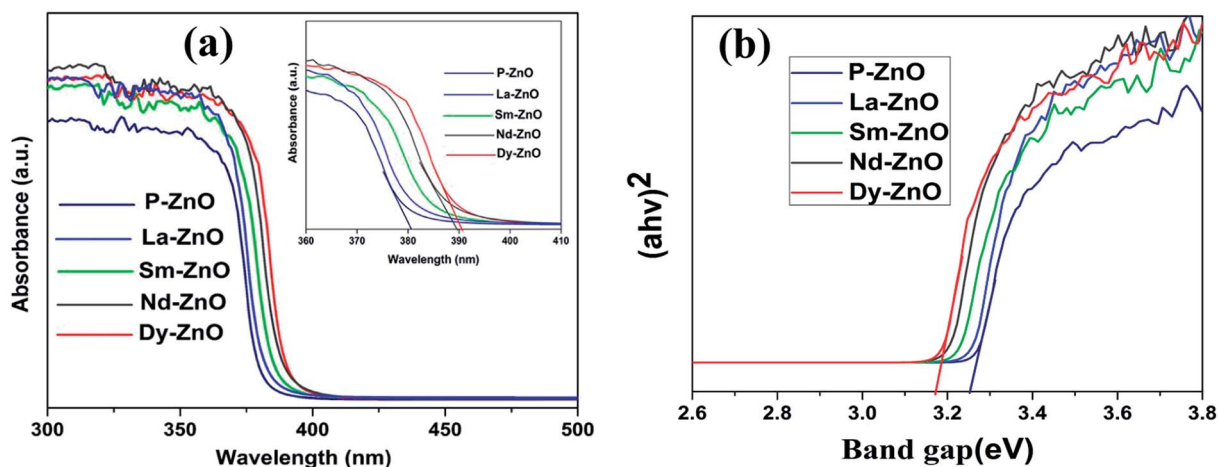 (a)
Absorbance (a.u.)
P-ZnO
La-ZnO
Sm-ZnO
Nd-ZnO
Dy-ZnO
300 350 400 450 500
Wavelength (nm)
Absorbance (a.u.)
P-ZnO
La-ZnO
Sm-ZnO
Nd-ZnO
Dy-ZnO
360 370 380 390 400 410
Wavelength (nm)
(b)
(ahv)2
P-ZnO
La-ZnO
Sm-ZnO
Nd-ZnO
Dy-ZnO
2.6 2.8 3.0 3.2 3.4 3.6 3.8
Band gap(eV)